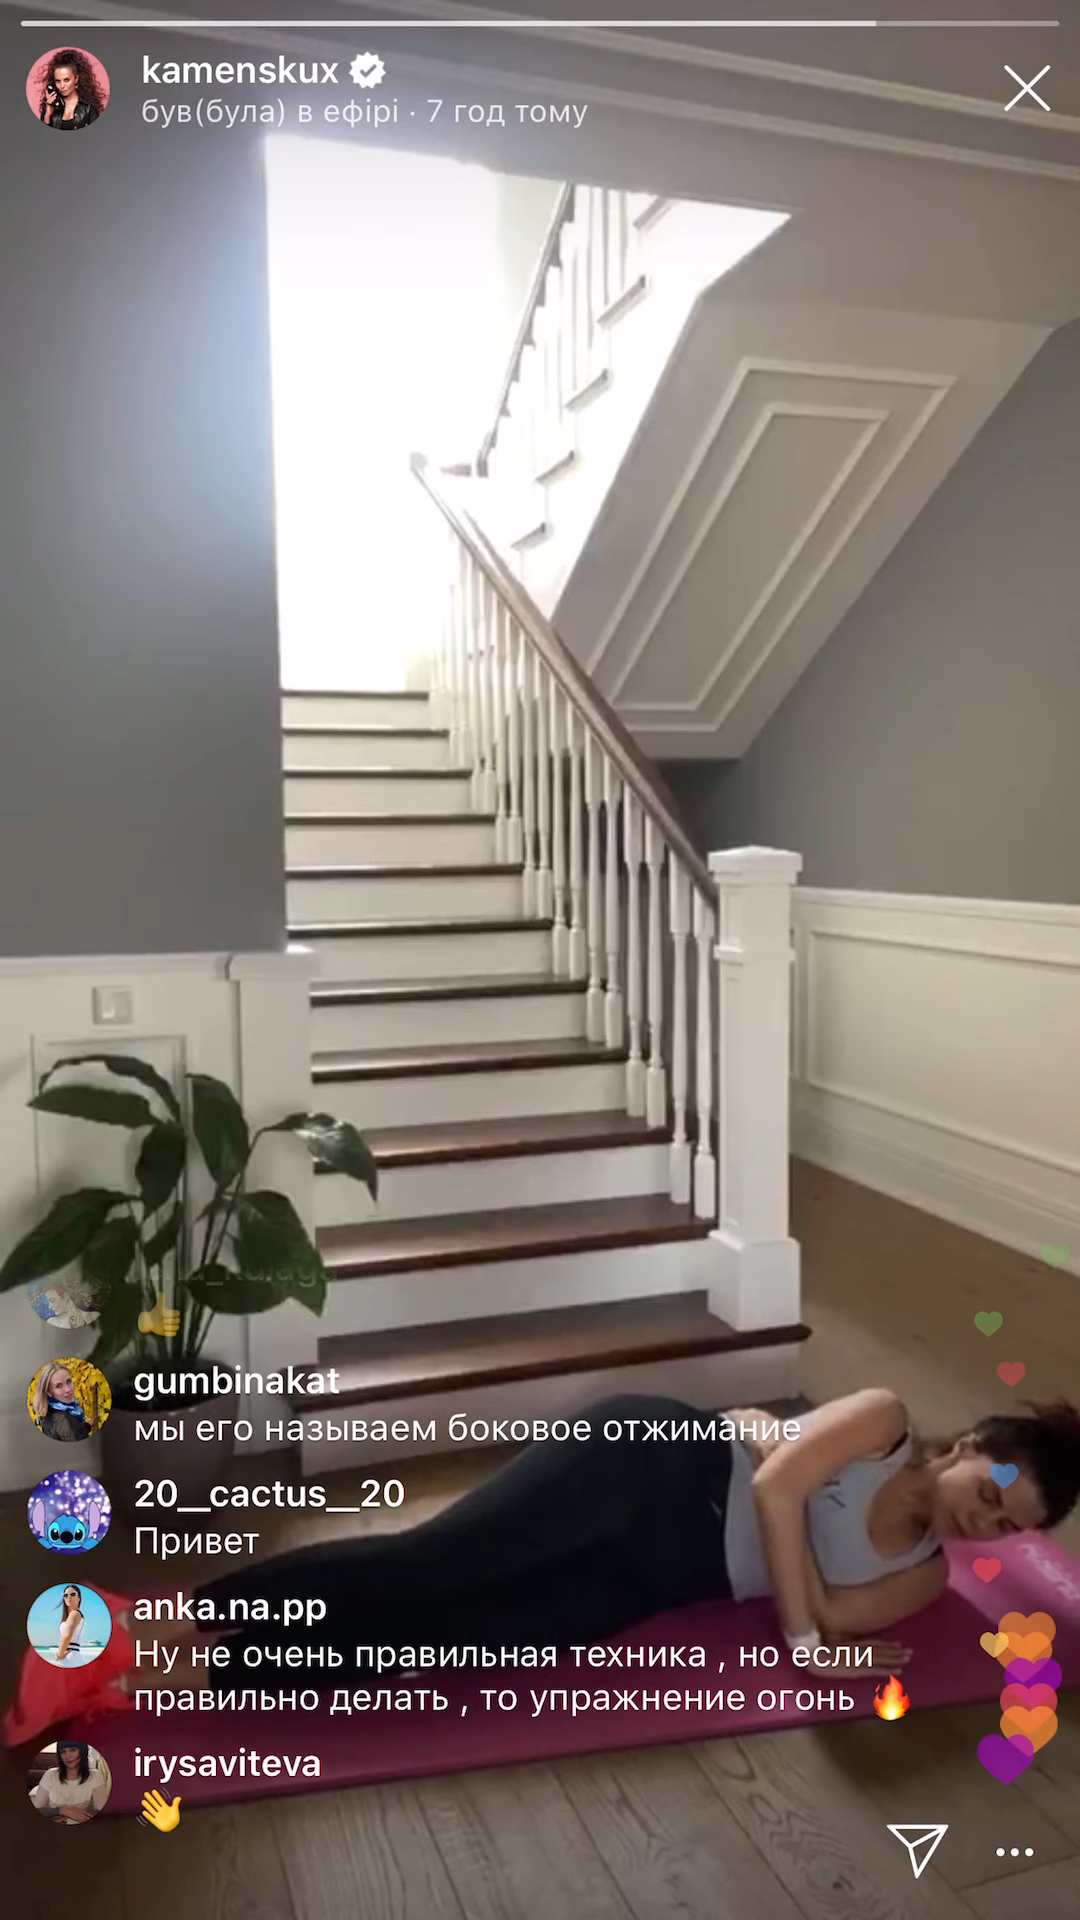 kamenskux
був(була) в ефірі · 7 год тому
gumbinakat
мы его называем боковое отжимание
20__cactus__20
Привет
anka.na.pp
Ну не очень правильная техника , но если
правильно делать , то упражнение огонь 🔥
irysaviteva
👋